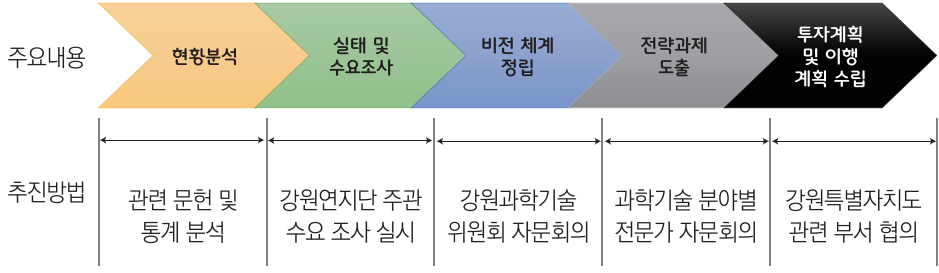 주요내용
현황분석
실태 및
수요조사
비전 체계
정립
전략과제
도출
투자계획
및 이행
계획 수립
추진방법
관련 문헌 및
통계 분석
강원연지단 주관
수요 조사 실시
강원과학기술
위원회 자문회의
과학기술 분야별
전문가 자문회의
강원특별자치도
관련 부서 협의